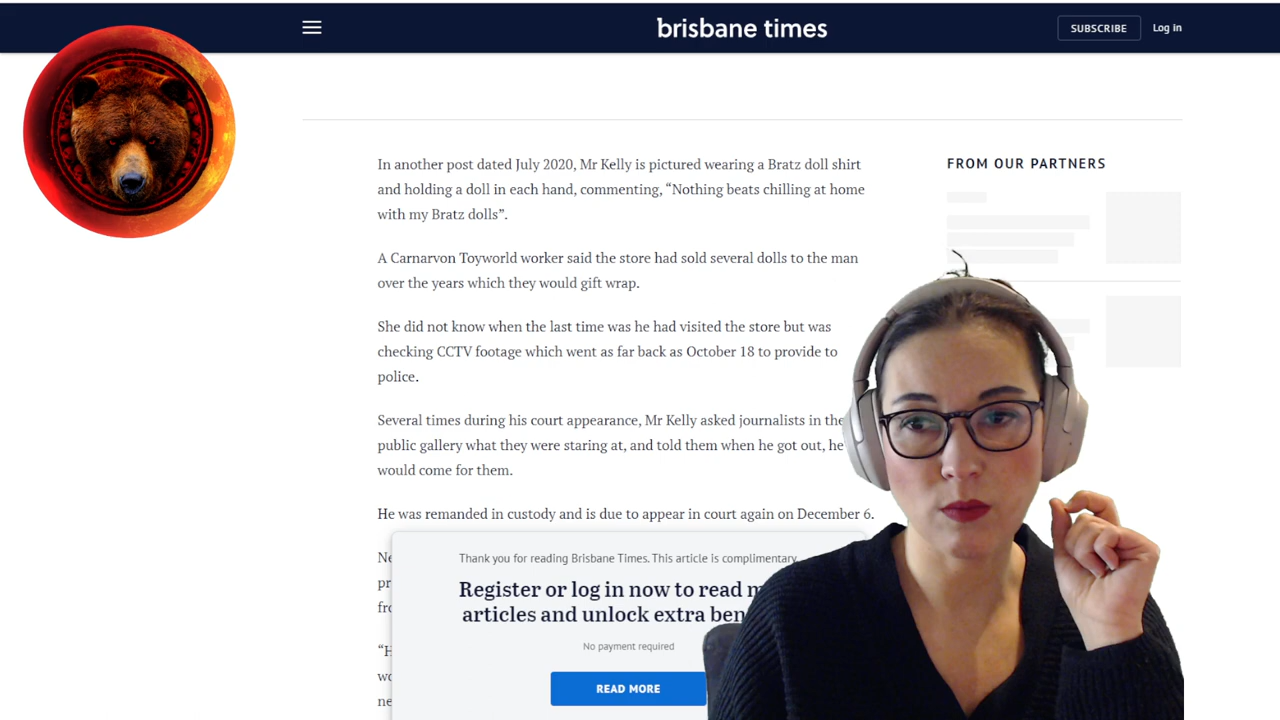 brisbane times
SUBSCRIBE
Log in
In another post dated July 2020, Mr Kelly is pictured wearing a Bratz doll shirt
and holding a doll in each hand, commenting, “Nothing beats chilling at home
with my Bratz dolls”.
A Carnarvon Toyworld worker said the store had sold several dolls to the man
over the years which they would gift wrap.
She did not know when the last time was he had visited the store but was
checking CCTV footage which went as far back as October 18 to provide to
police.
Several times during his court appearance, Mr Kelly asked journalists in the
public gallery what they were staring at, and told them when he got out, he
would come for them.
He was remanded in custody and is due to appear in court again on December 6.
Thank you for reading Brisbane Times. This article is complimentary.
Register or log in now to read
articles and unlock extra
No payment required
READ MORE
FROM OUR PARTNERS